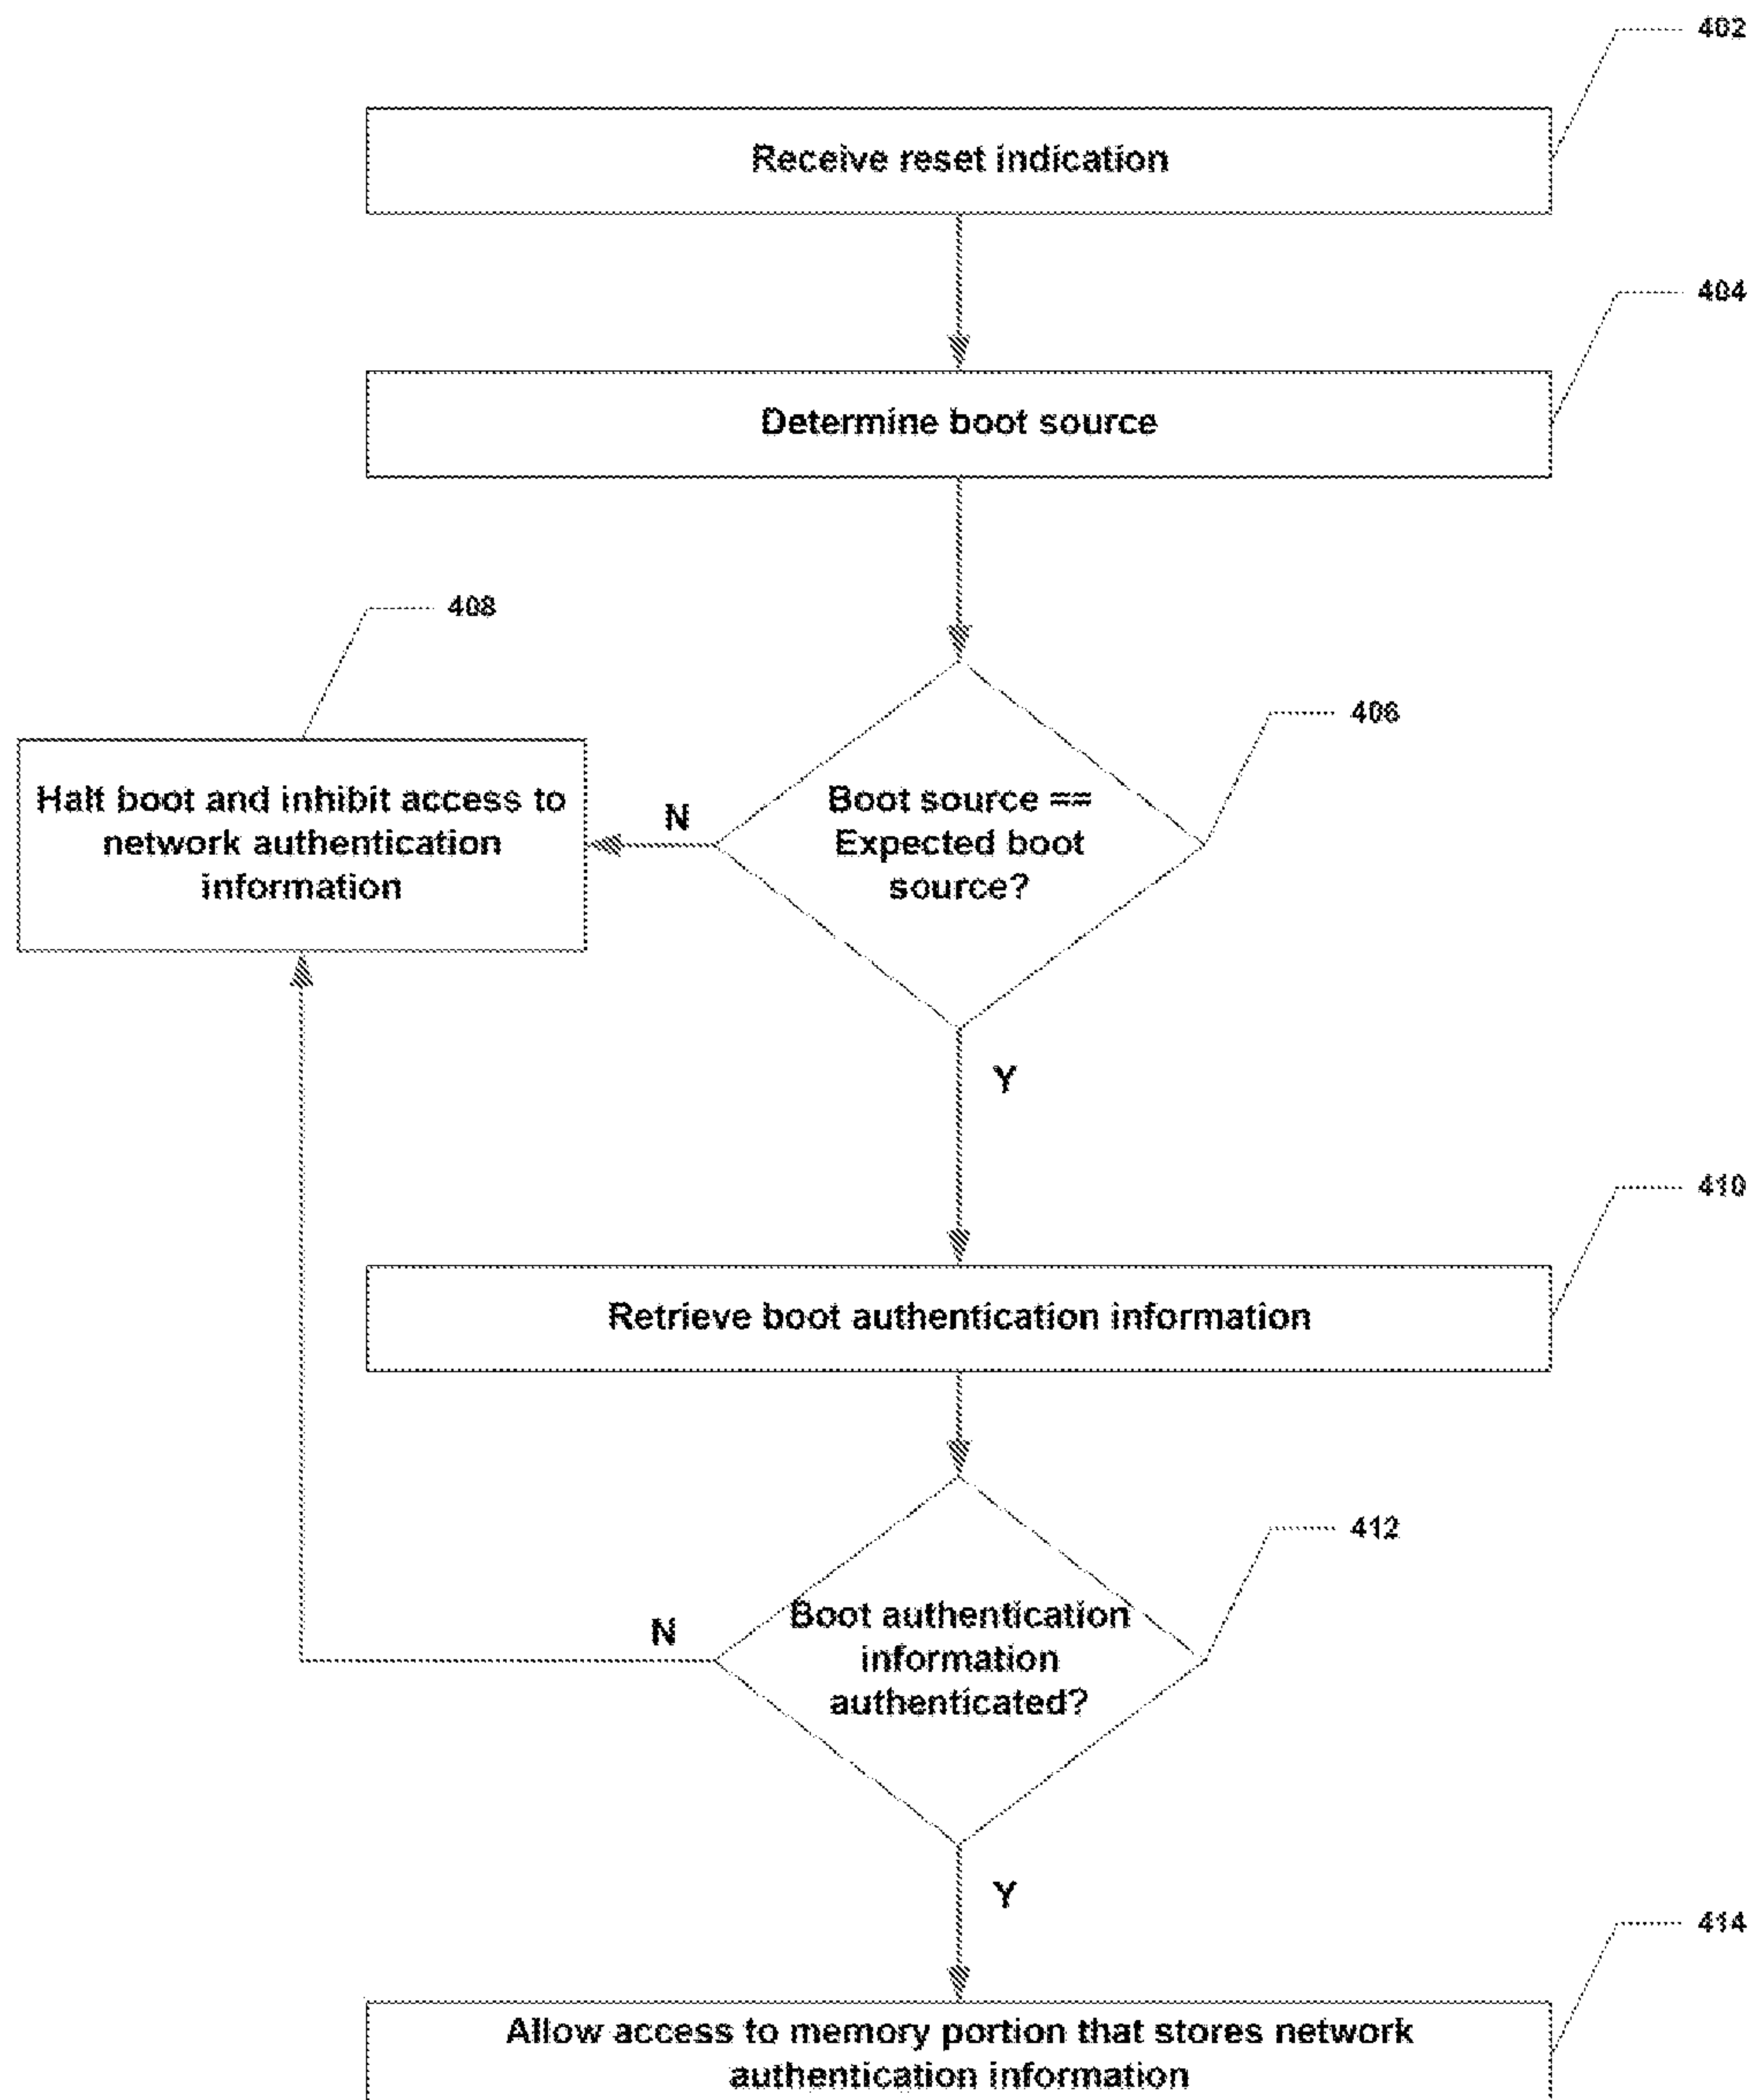 402
Receive reset indication
404
Determine boot source
408
406
Halt boot and inhibit access to
network authentication
information
N
Boot source ==
Expected boot
source?
Y
410
Retrieve boot authentication information
412
N
Boot authentication
information
authenticated?
Y
414
Allow access to memory portion that stores network
authentication information